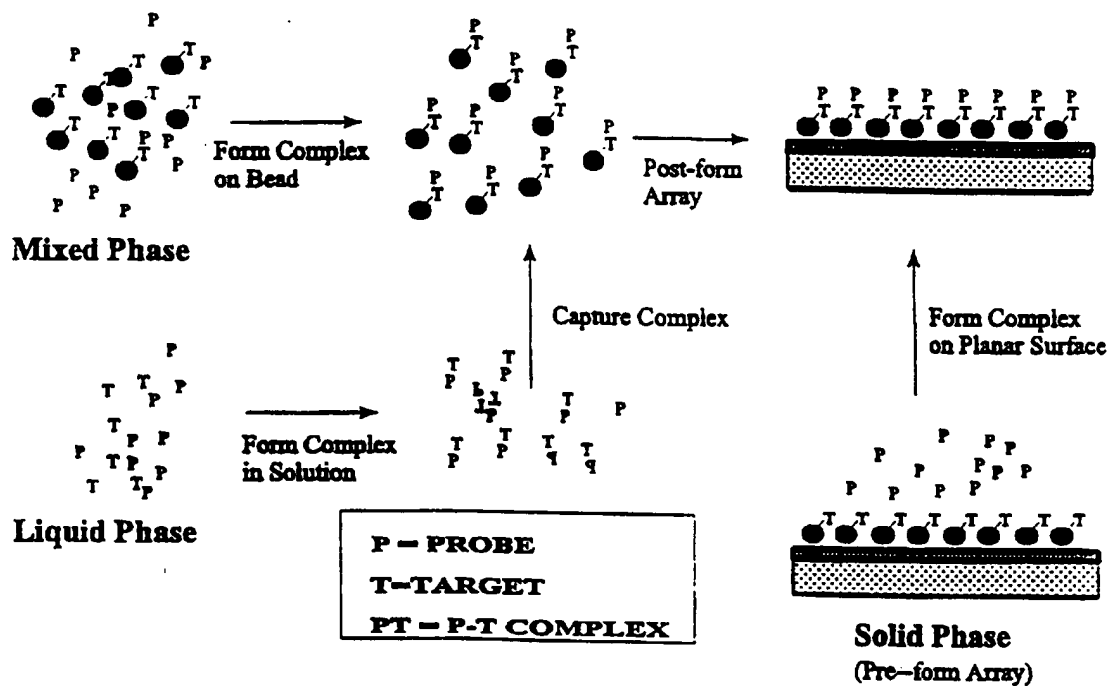 Form Complex
on Bead
Post-form
Array
Mixed Phase
Capture Complex
Form Complex
on Planar Surface
Form Complex
in Solution
Liquid Phase
P = PROBE
T=TARGET
PT = P-T COMPLEX
Solid Phase
(Pre-form Array)